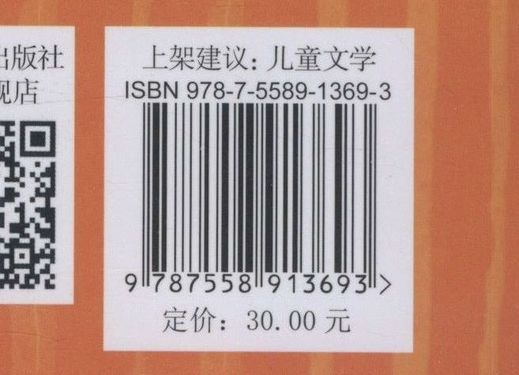 出版社
舰店
上架建议：儿童文学
ISBN 978-7-5589-1369-3
9 787558 913693 >
定价：30.00 元